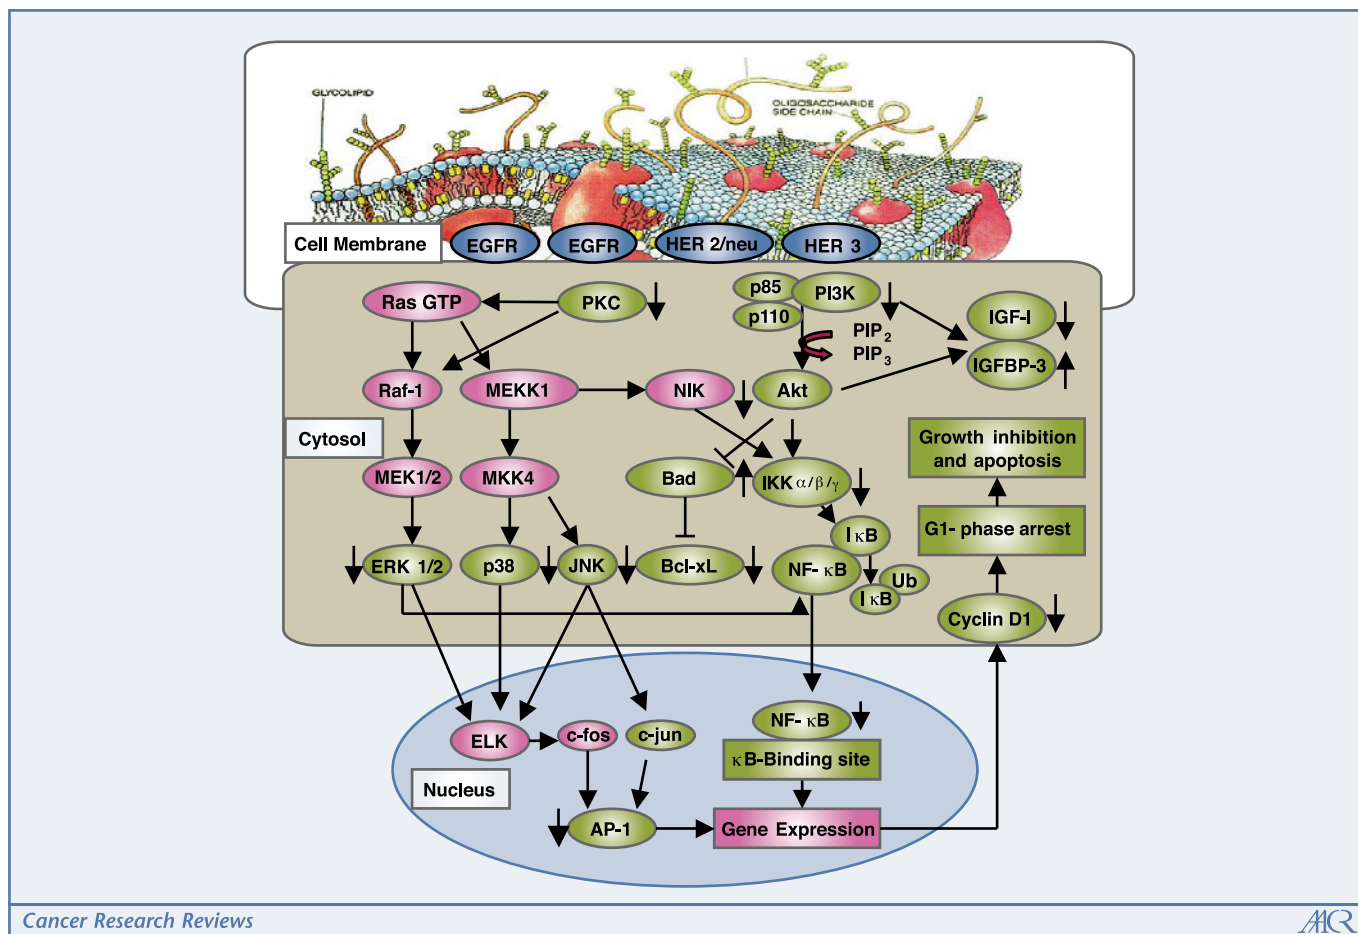 GLYCOLIPID
OLIGOSACCHARIDE
SIDE CHAIN
Cell Membrane
EGFR
EGFR
HER 2/neu
HER 3
Ras GTP
PKC
p85
p110
PI3K
PIP2
PIP3
IGF-I
IGFBP-3
Raf-1
MEKK1
NIK
Akt
Cytosol
Growth inhibition
and apoptosis
MEK1/2
MKK4
Bad
IKK α/β/γ
G1- phase arrest
IκB
ERK 1/2
p38
JNK
Bcl-xL
NF- κB
Ub
IκB
Cyclin D1
NF- κB
ELK
c-fos
c-jun
κB-Binding site
Nucleus
AP-1
Gene Expression
Cancer Research Reviews
AACR